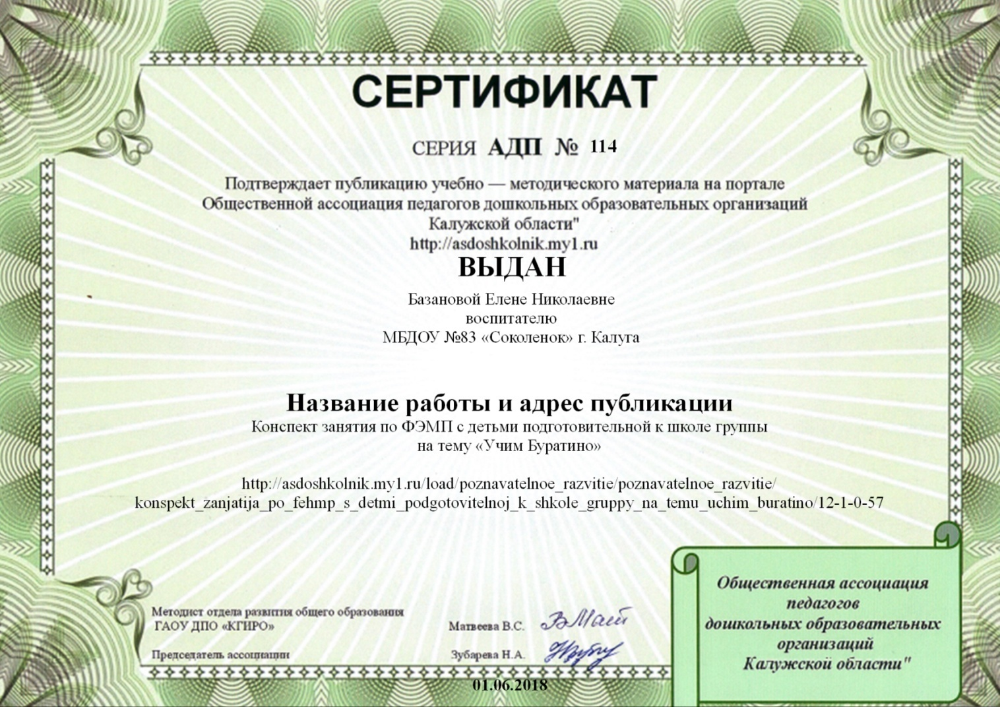 СЕРТИФИКАТ
СЕРИЯ АДП № 114
Подтверждает публикацию учебно — методического материала на портале
Общественной ассоциация педагогов дошкольных образовательных организаций
Калужской области"
http://asdoshkolnik.my1.ru
ВЫДАН
Базановой Елене Николаевне
воспитателю
МБДОУ №83 «Соколенок» г. Калуга
Название работы и адрес публикации
Конспект занятия по ФЭМП с детьми подготовительной к школе группы
на тему «Учим Буратино»
http://asdoshkolnik.my1.ru/load/poznavatelnoe_razvitie/poznavatelnoe_razvitie/
konspekt_zanjatija_po_fehmp_s_detmi_podgotovitelnoj_k_shkole_gruppy_na_temu_uchim_buratino/12-1-0-57
Методист отдела развития общего образования
ГАОУ ДПО «КГИРО» Матвеева В.С.
Председатель ассоциации Зубарева Н.А.
01.06.2018
Общественная ассоциация
педагогов
дошкольных образовательных
организаций
Калужской области"